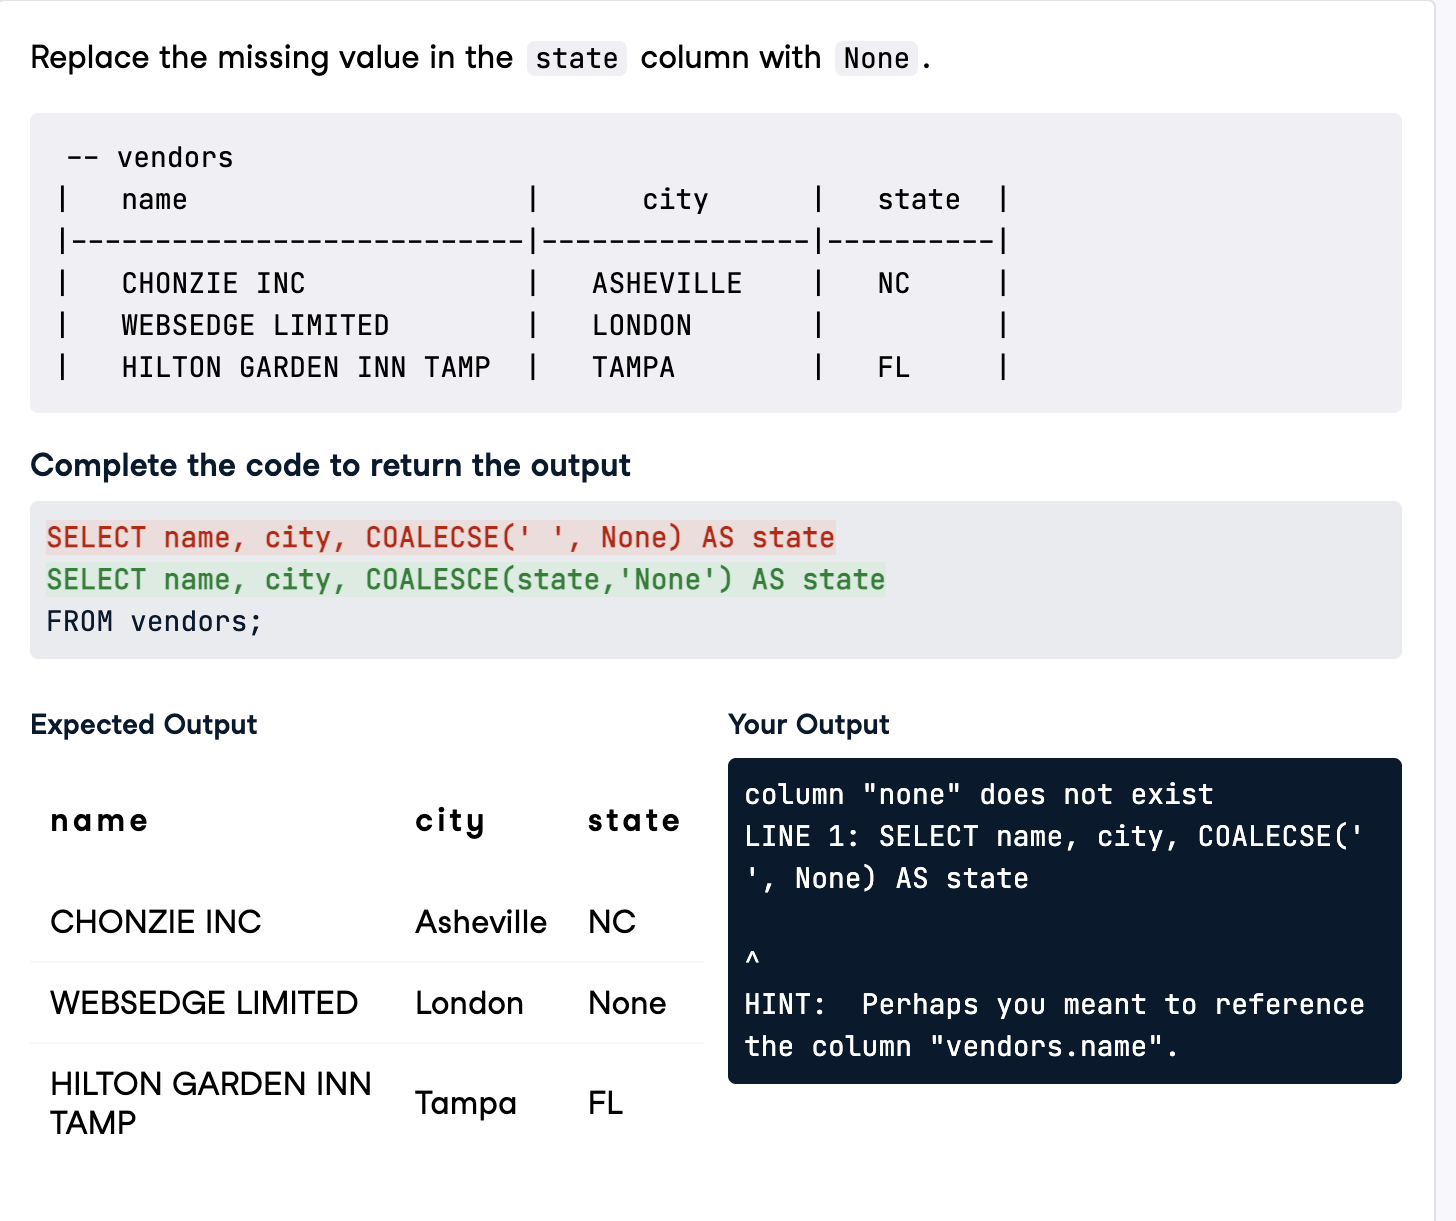 Replace the missing value in the state column with None.
-- vendors
| name | city | state |
|---------------------------|----------------|----------|
| CHONZIE INC | ASHEVILLE | NC |
| WEBSEDGE LIMITED | LONDON | |
| HILTON GARDEN INN TAMP | TAMPA | FL |
Complete the code to return the output
SELECT name, city, COALECSE(' ', None) AS state
SELECT name, city, COALESCE(state,'None') AS state
FROM vendors;
Expected Output
name city state
CHONZIE INC Asheville NC
WEBSEDGE LIMITED London None
HILTON GARDEN INN
TAMP Tampa FL
Your Output
column "none" does not exist
LINE 1: SELECT name, city, COALECSE('
', None) AS state
^
HINT:  Perhaps you meant to reference
the column "vendors.name".